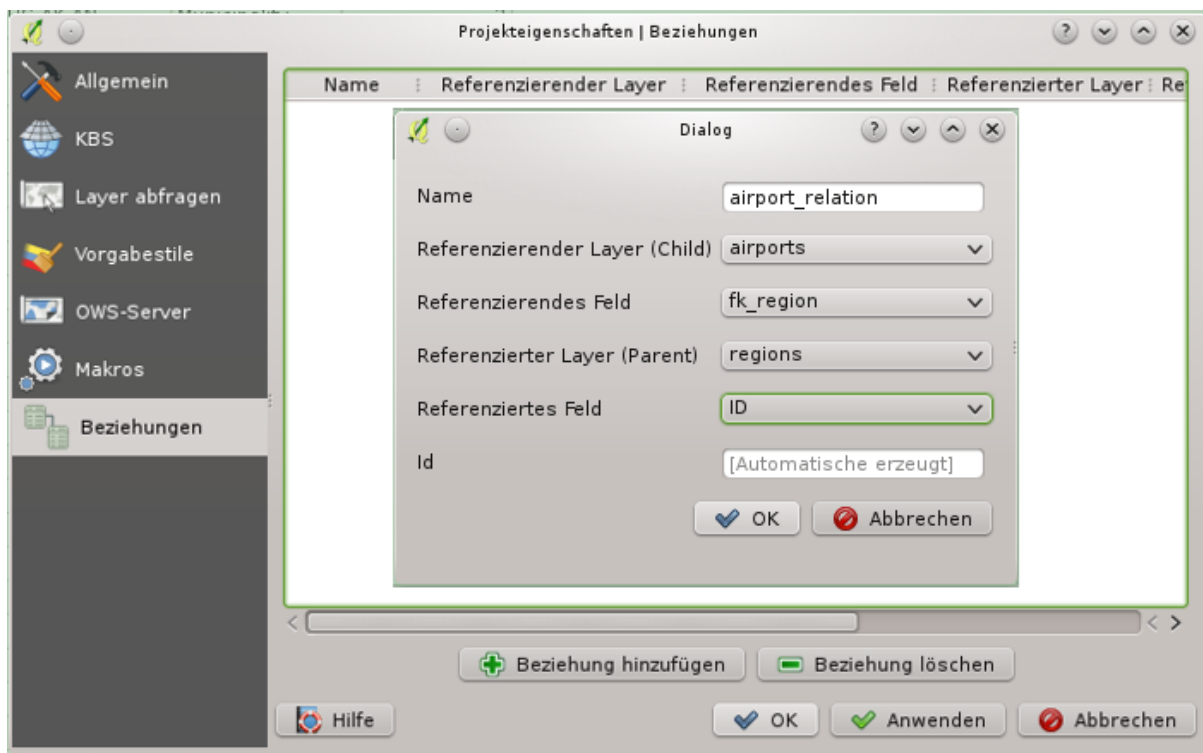 Projekteigenschaften | Beziehungen
Allgemein
KBS
Layer abfragen
Vorgabestile
OWS-Server
Makros
Beziehungen
Name Referenzierender Layer Referenzierendes Feld Referenzierter Layer Re
Dialog
Name airport_relation
Referenzierender Layer (Child) airports
Referenzierendes Feld fk_region
Referenzierter Layer (Parent) regions
Referenziertes Feld ID
Id [Automatische erzeugt]
OK Abbrechen
Beziehung hinzufügen Beziehung löschen
Hilfe OK Anwenden Abbrechen